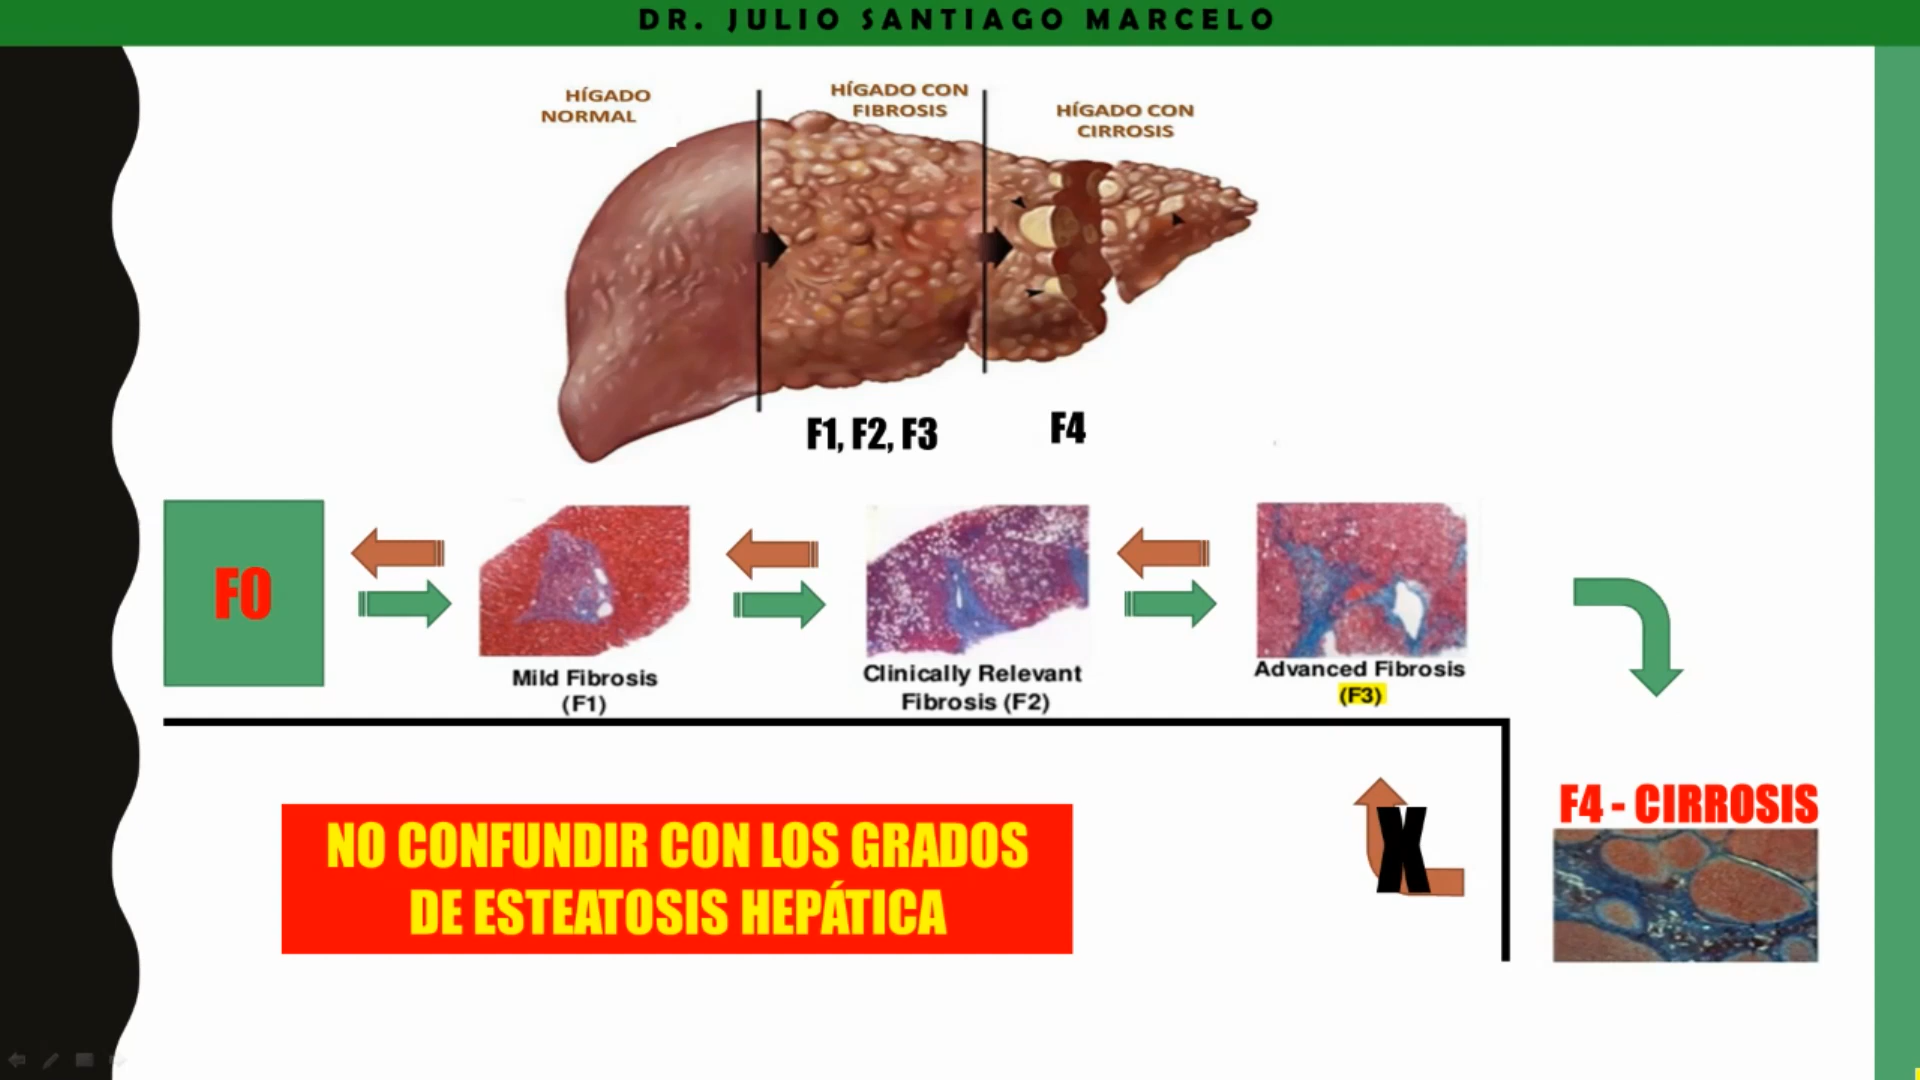 DR. JULIO SANTIAGO MARCELO
HÍGADO
NORMAL
HÍGADO CON
FIBROSIS
HÍGADO CON
CIRROSIS
F1, F2, F3
F4
F0
Mild Fibrosis
(F1)
Clinically Relevant
Fibrosis (F2)
Advanced Fibrosis
(F3)
NO CONFUNDIR CON LOS GRADOS
DE ESTEATOSIS HEPÁTICA
X
F4 - CIRROSIS